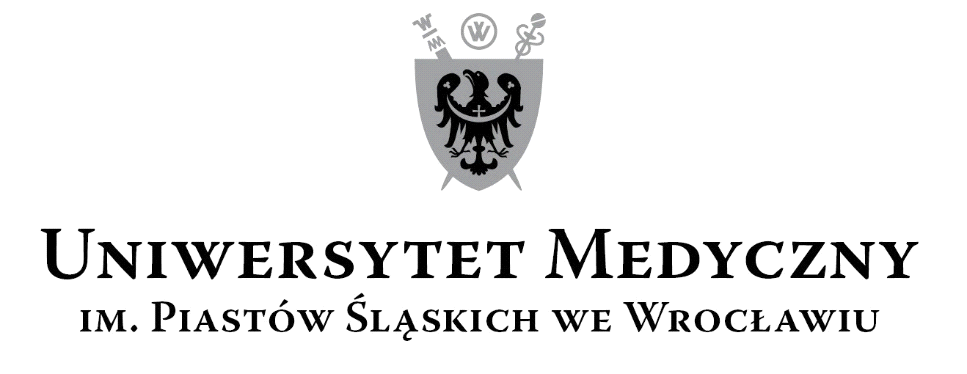 Uniwersytet Medyczny
im. Piastów Śląskich we Wrocławiu